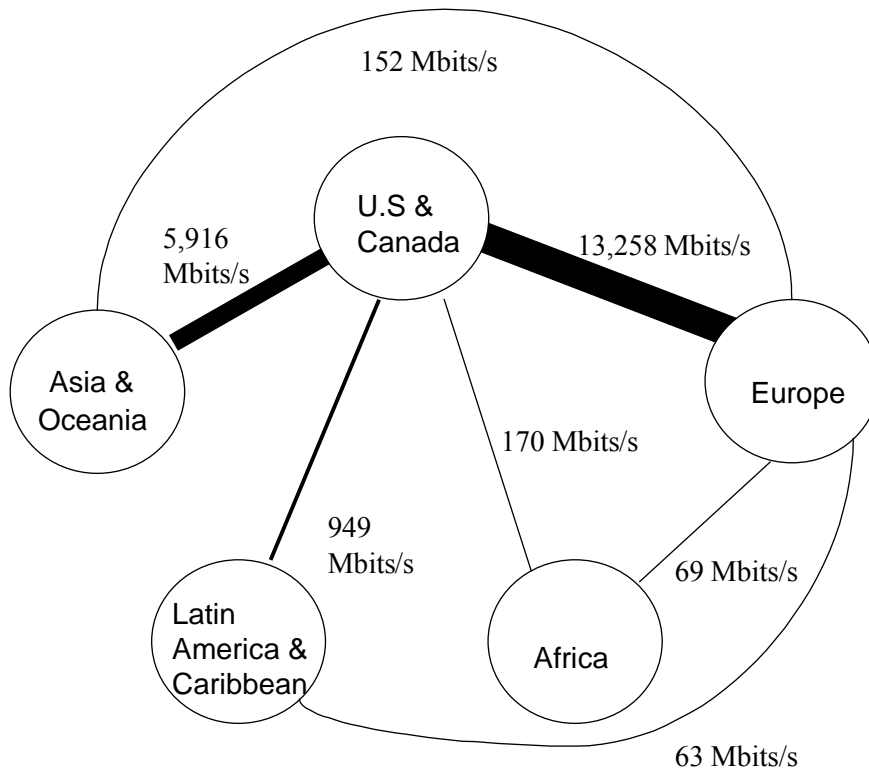 152 Mbits/s
U.S &
Canada
5,916
Mbits/s
13,258 Mbits/s
Asia &
Oceania
Europe
170 Mbits/s
949
Mbits/s
69 Mbits/s
Latin
America &
Caribbean
Africa
63 Mbits/s